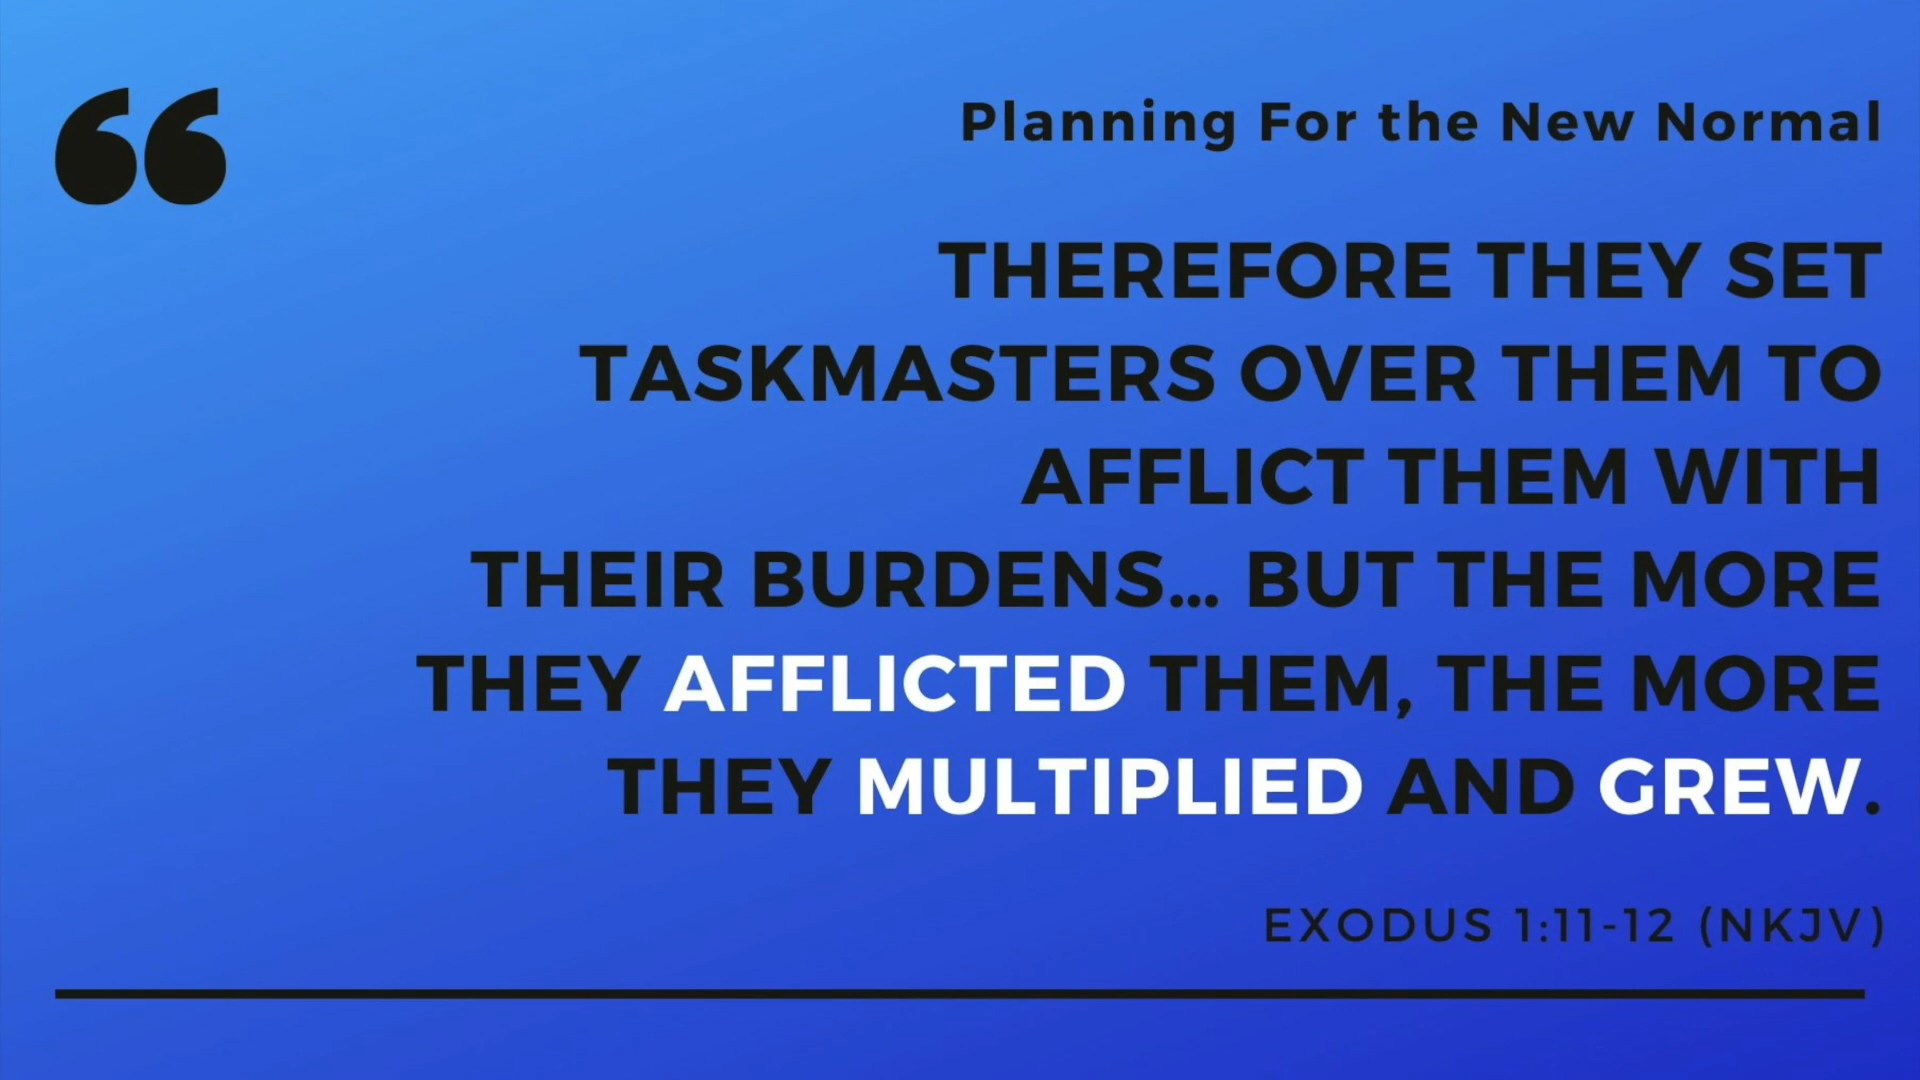 Planning For the New Normal
THEREFORE THEY SET
TASKMASTERS OVER THEM TO
AFFLICT THEM WITH
THEIR BURDENS... BUT THE MORE
THEY AFFLICTED THEM, THE MORE
THEY MULTIPLIED AND GREW.
EXODUS 1:11-12 (NKJV)